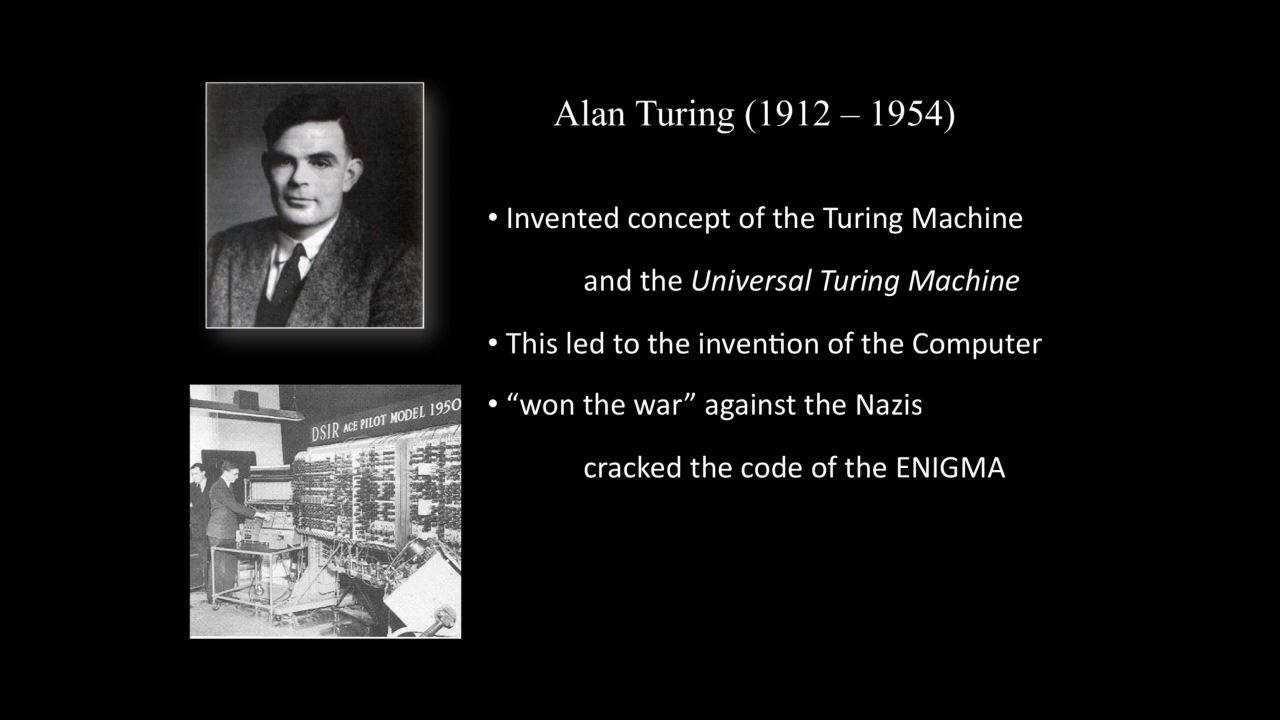 Alan Turing (1912 – 1954)
• Invented concept of the Turing Machine
and the Universal Turing Machine
• This led to the invention of the Computer
• “won the war” against the Nazis
cracked the code of the ENIGMA
DSIR ACE PILOT MODEL 1950